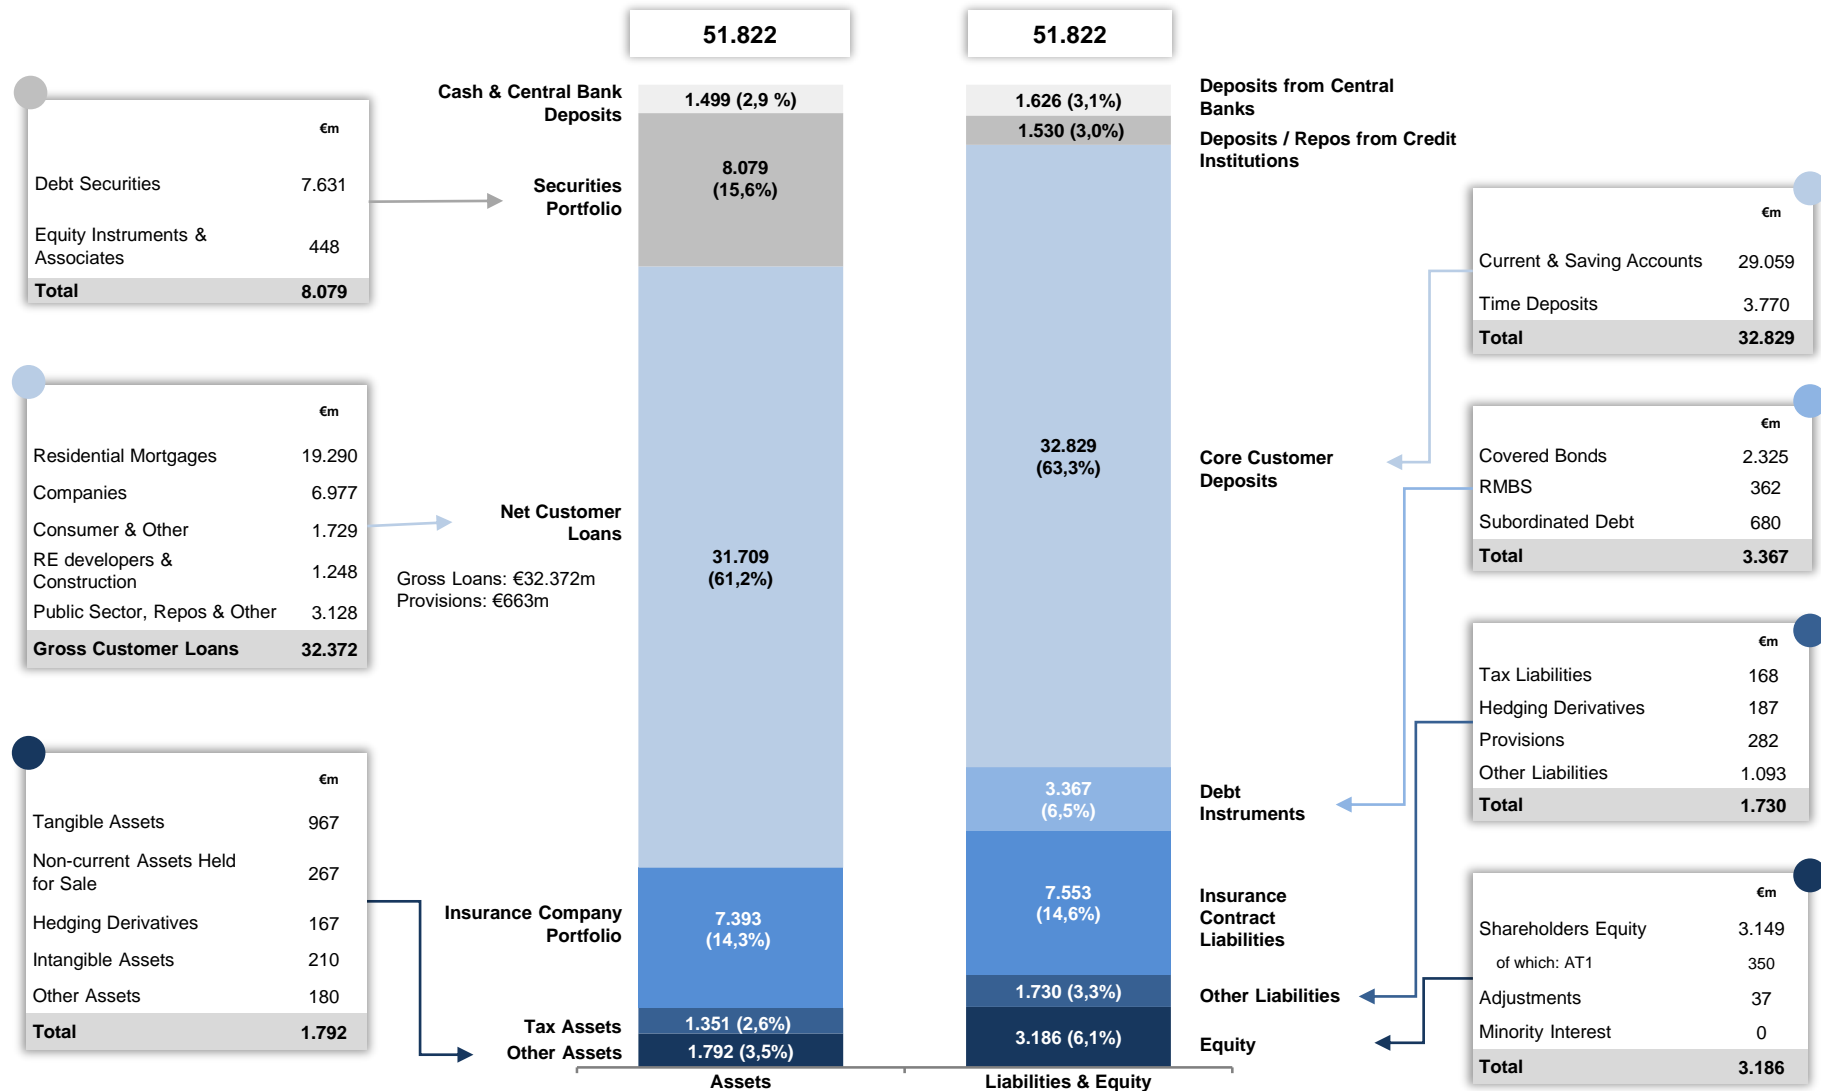 51.822
51.822
€m
Debt Securities 7.631
Equity Instruments &
Associates 448
Total 8.079
€m
Residential Mortgages 19.290
Companies 6.977
Consumer & Other 1.729
RE developers &
Construction 1.248
Public Sector, Repos & Other 3.128
Gross Customer Loans 32.372
€m
Tangible Assets 967
Non-current Assets Held
for Sale 267
Hedging Derivatives 167
Intangible Assets 210
Other Assets 180
Total 1.792
Cash & Central Bank
Deposits
Securities
Portfolio
Net Customer
Loans
Gross Loans: €32.372m
Provisions: €663m
Insurance Company
Portfolio
Tax Assets
Other Assets
1.499 (2,9 %)
8.079
(15,6%)
31.709
(61,2%)
7.393
(14,3%)
1.351 (2,6%)
1.792 (3,5%)
Assets
1.626 (3,1%)
1.530 (3,0%)
32.829
(63,3%)
3.367
(6,5%)
7.553
(14,6%)
1.730 (3,3%)
3.186 (6,1%)
Liabilities & Equity
Deposits from Central
Banks
Deposits / Repos from Credit
Institutions
Core Customer
Deposits
Debt
Instruments
Insurance
Contract
Liabilities
Other Liabilities
Equity
€m
Current & Saving Accounts 29.059
Time Deposits 3.770
Total 32.829
€m
Covered Bonds 2.325
RMBS 362
Subordinated Debt 680
Total 3.367
€m
Tax Liabilities 168
Hedging Derivatives 187
Provisions 282
Other Liabilities 1.093
Total 1.730
€m
Shareholders Equity 3.149
of which: AT1 350
Adjustments 37
Minority Interest 0
Total 3.186